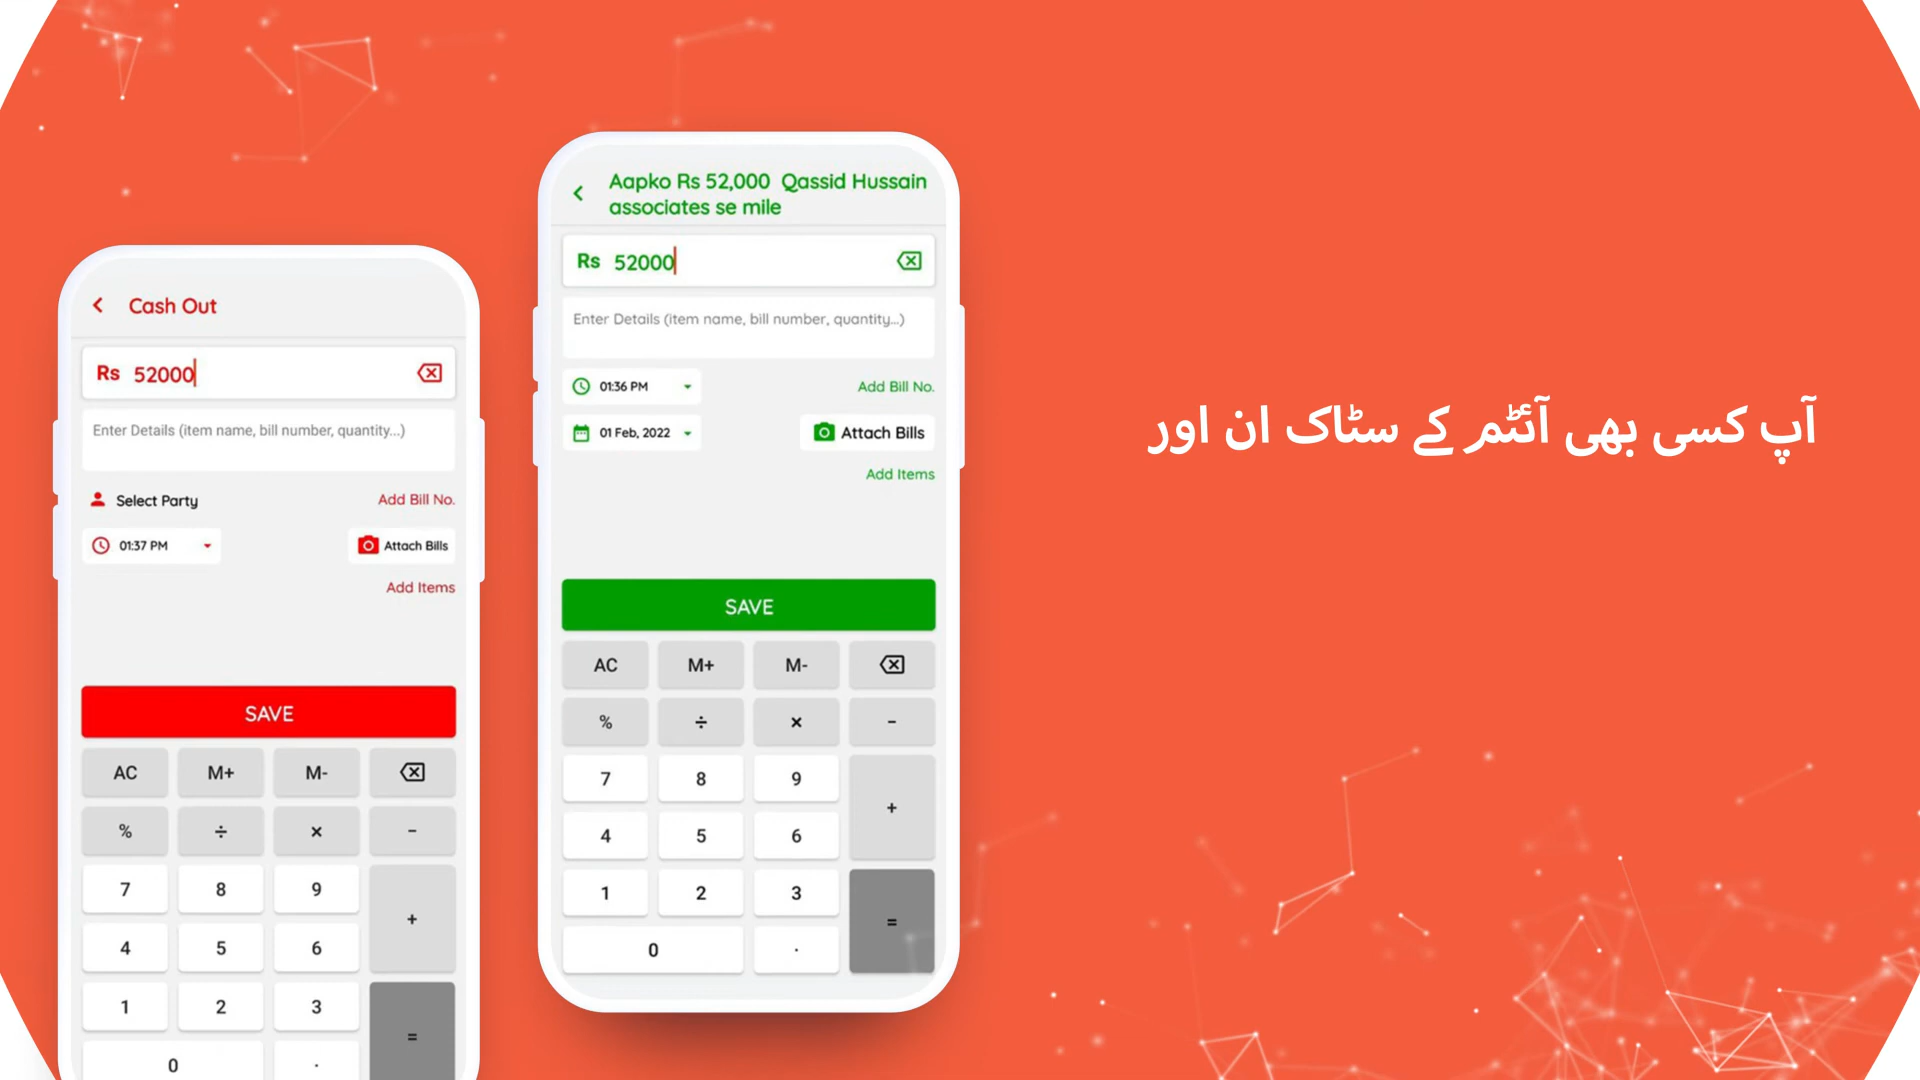 Cash Out
Rs 52000
Enter Details (item name, bill number, quantity...)
Select Party
Add Bill No.
01:37 PM
Attach Bills
Add Items
SAVE
AC M+ M-
% ÷ × −
7 8 9
+
4 5 6
1 2 3
=
0 .
Aapko Rs 52,000 Qassid Hussain
associates se mile
Rs 52000
Enter Details (item name, bill number, quantity...)
01:36 PM
Add Bill No.
01 Feb, 2022
Attach Bills
Add Items
SAVE
AC M+ M-
% ÷ × −
7 8 9
+
4 5 6
1 2 3
=
0 .
آپ کسی بھی آئٹم کے سٹاک ان اور